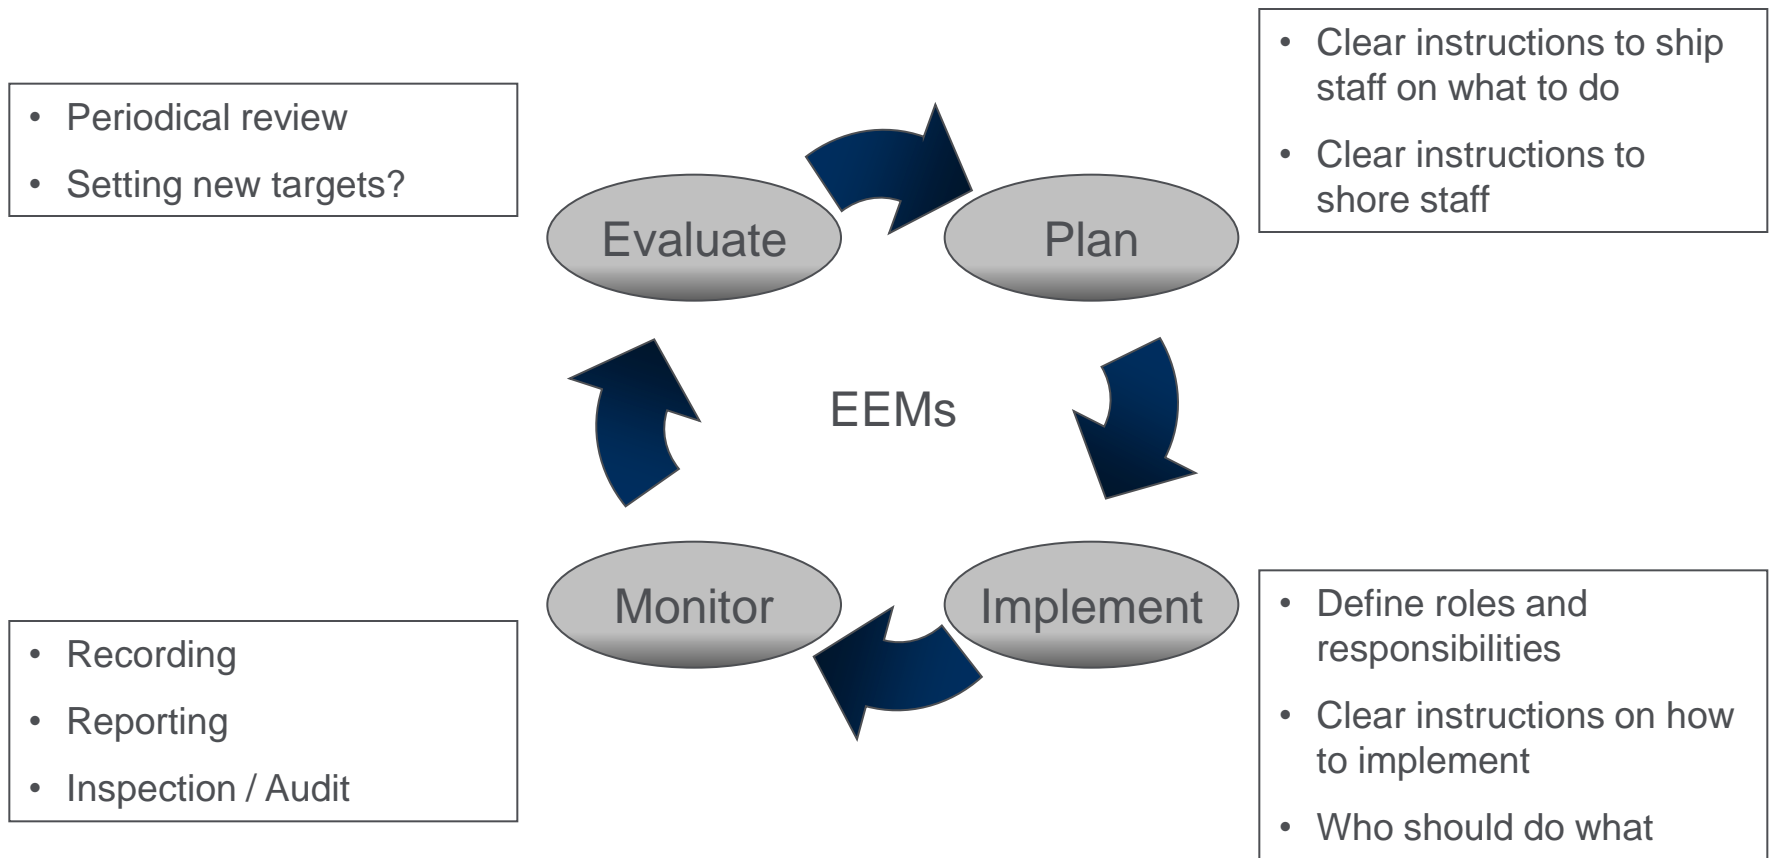 • Clear instructions to ship
staff on what to do
• Clear instructions to
shore staff
• Periodical review
• Setting new targets?
Evaluate
Plan
EEMs
Monitor
Implement
• Define roles and
responsibilities
• Clear instructions on how
to implement
• Who should do what
• Recording
• Reporting
• Inspection / Audit